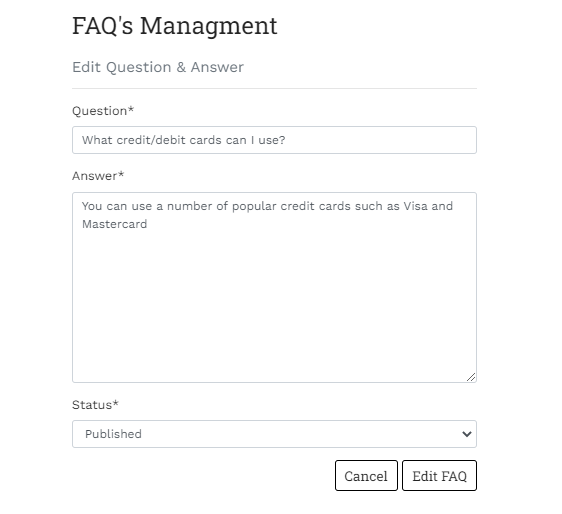 FAQ's Managment
Edit Question & Answer
Question*
What credit/debit cards can I use?
Answer*
You can use a number of popular credit cards such as Visa and
Mastercard
Status*
Published
Cancel Edit FAQ